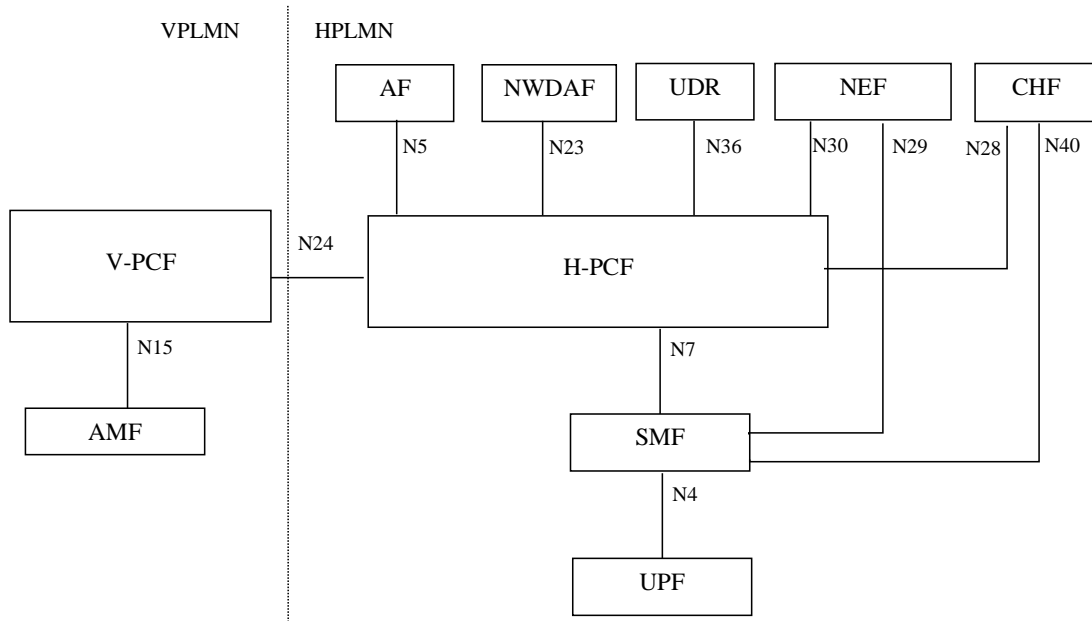 VPLMN
HPLMN
AF
NWDAF
UDR
NEF
CHF
N5
N23
N36
N30
N29
N28
N40
V-PCF
N24
H-PCF
N15
N7
AMF
SMF
N4
UPF